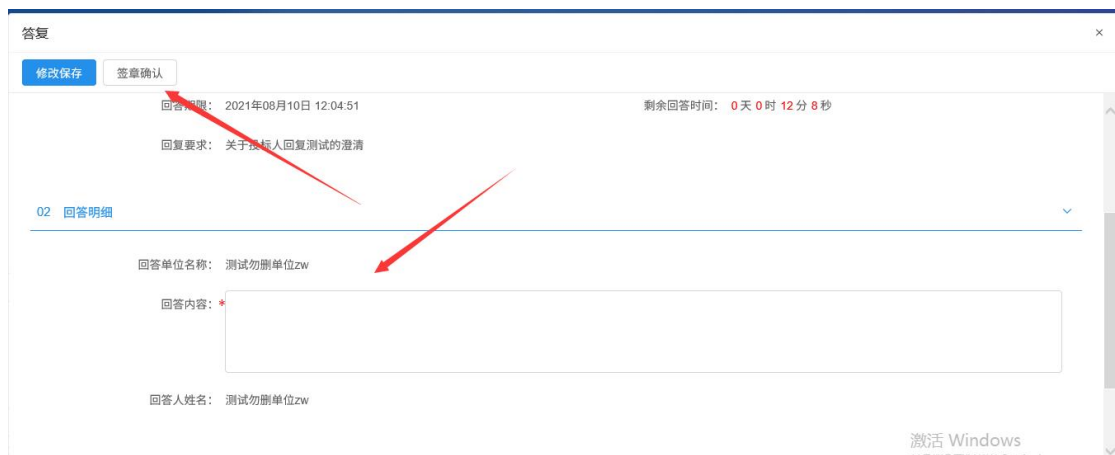 答复 ×
修改保存 签章确认
回答期限： 2021年08月10日 12:04:51 剩余回答时间： 0 天 0 时 12 分 8 秒
回复要求： 关于投标人回复测试的澄清
02 回答明细
回答单位名称： 测试勿删单位zw
回答内容：*
回答人姓名： 测试勿删单位zw
激活 Windows